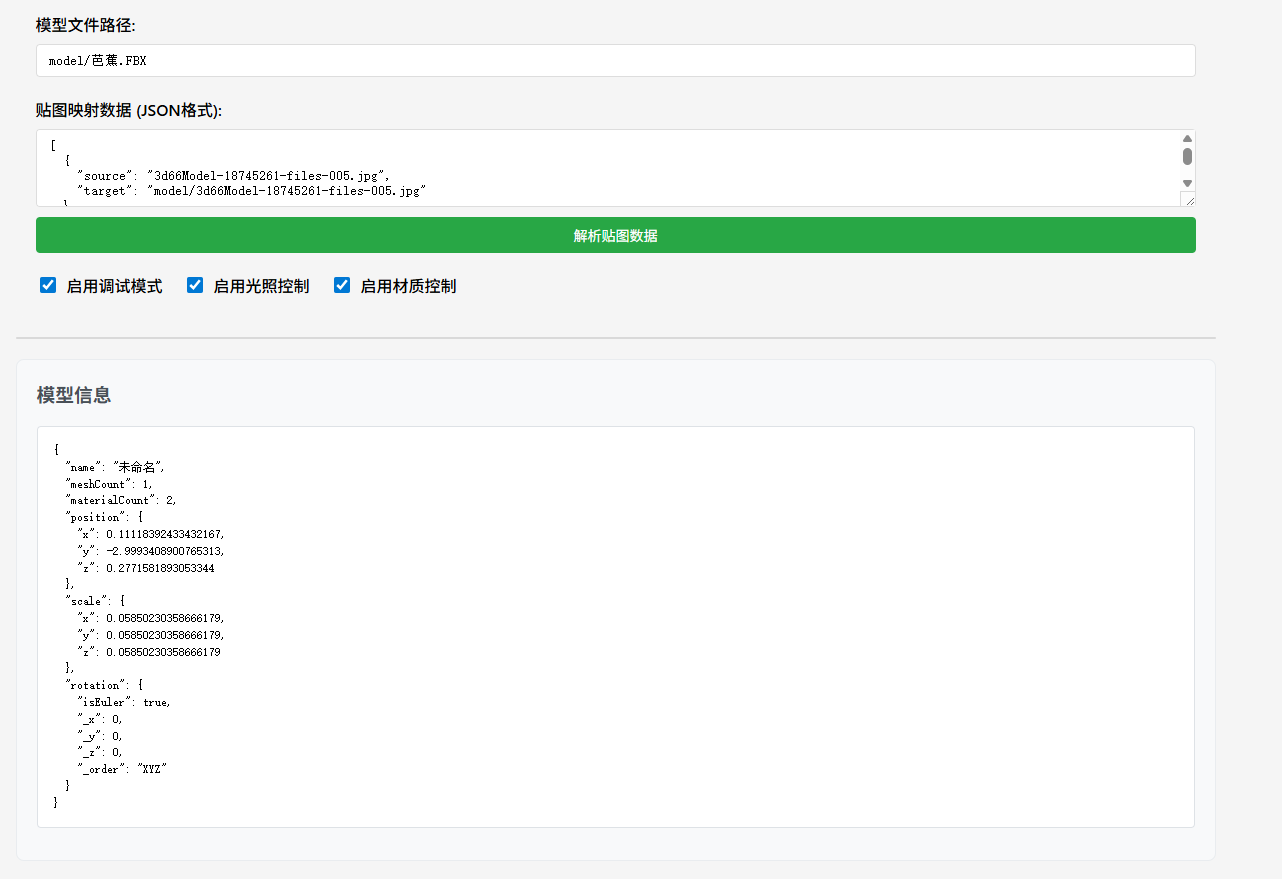 模型文件路径:
model/芭蕉.FBX
贴图映射数据 (JSON格式):
[
  {
    "source": "3d66Model-18745261-files-005.jpg",
    "target": "model/3d66Model-18745261-files-005.jpg"
  }
解析贴图数据
启用调试模式 启用光照控制 启用材质控制
模型信息
{
  "name": "未命名",
  "meshCount": 1,
  "materialCount": 2,
  "position": {
    "x": 0.11118392433432167,
    "y": -2.9993408900765313,
    "z": 0.2771581893053344
  },
  "scale": {
    "x": 0.05850230358666179,
    "y": 0.05850230358666179,
    "z": 0.05850230358666179
  },
  "rotation": {
    "isEuler": true,
    "_x": 0,
    "_y": 0,
    "_z": 0,
    "_order": "XYZ"
  }
}